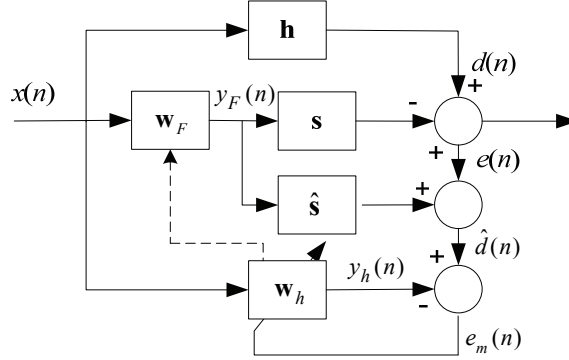 h
d(n)
x(n)
y_F(n)
+
w_F
s
-
+
e(n)
ŝ
+
+
d̂(n)
w_h
y_h(n)
-
e_m(n)